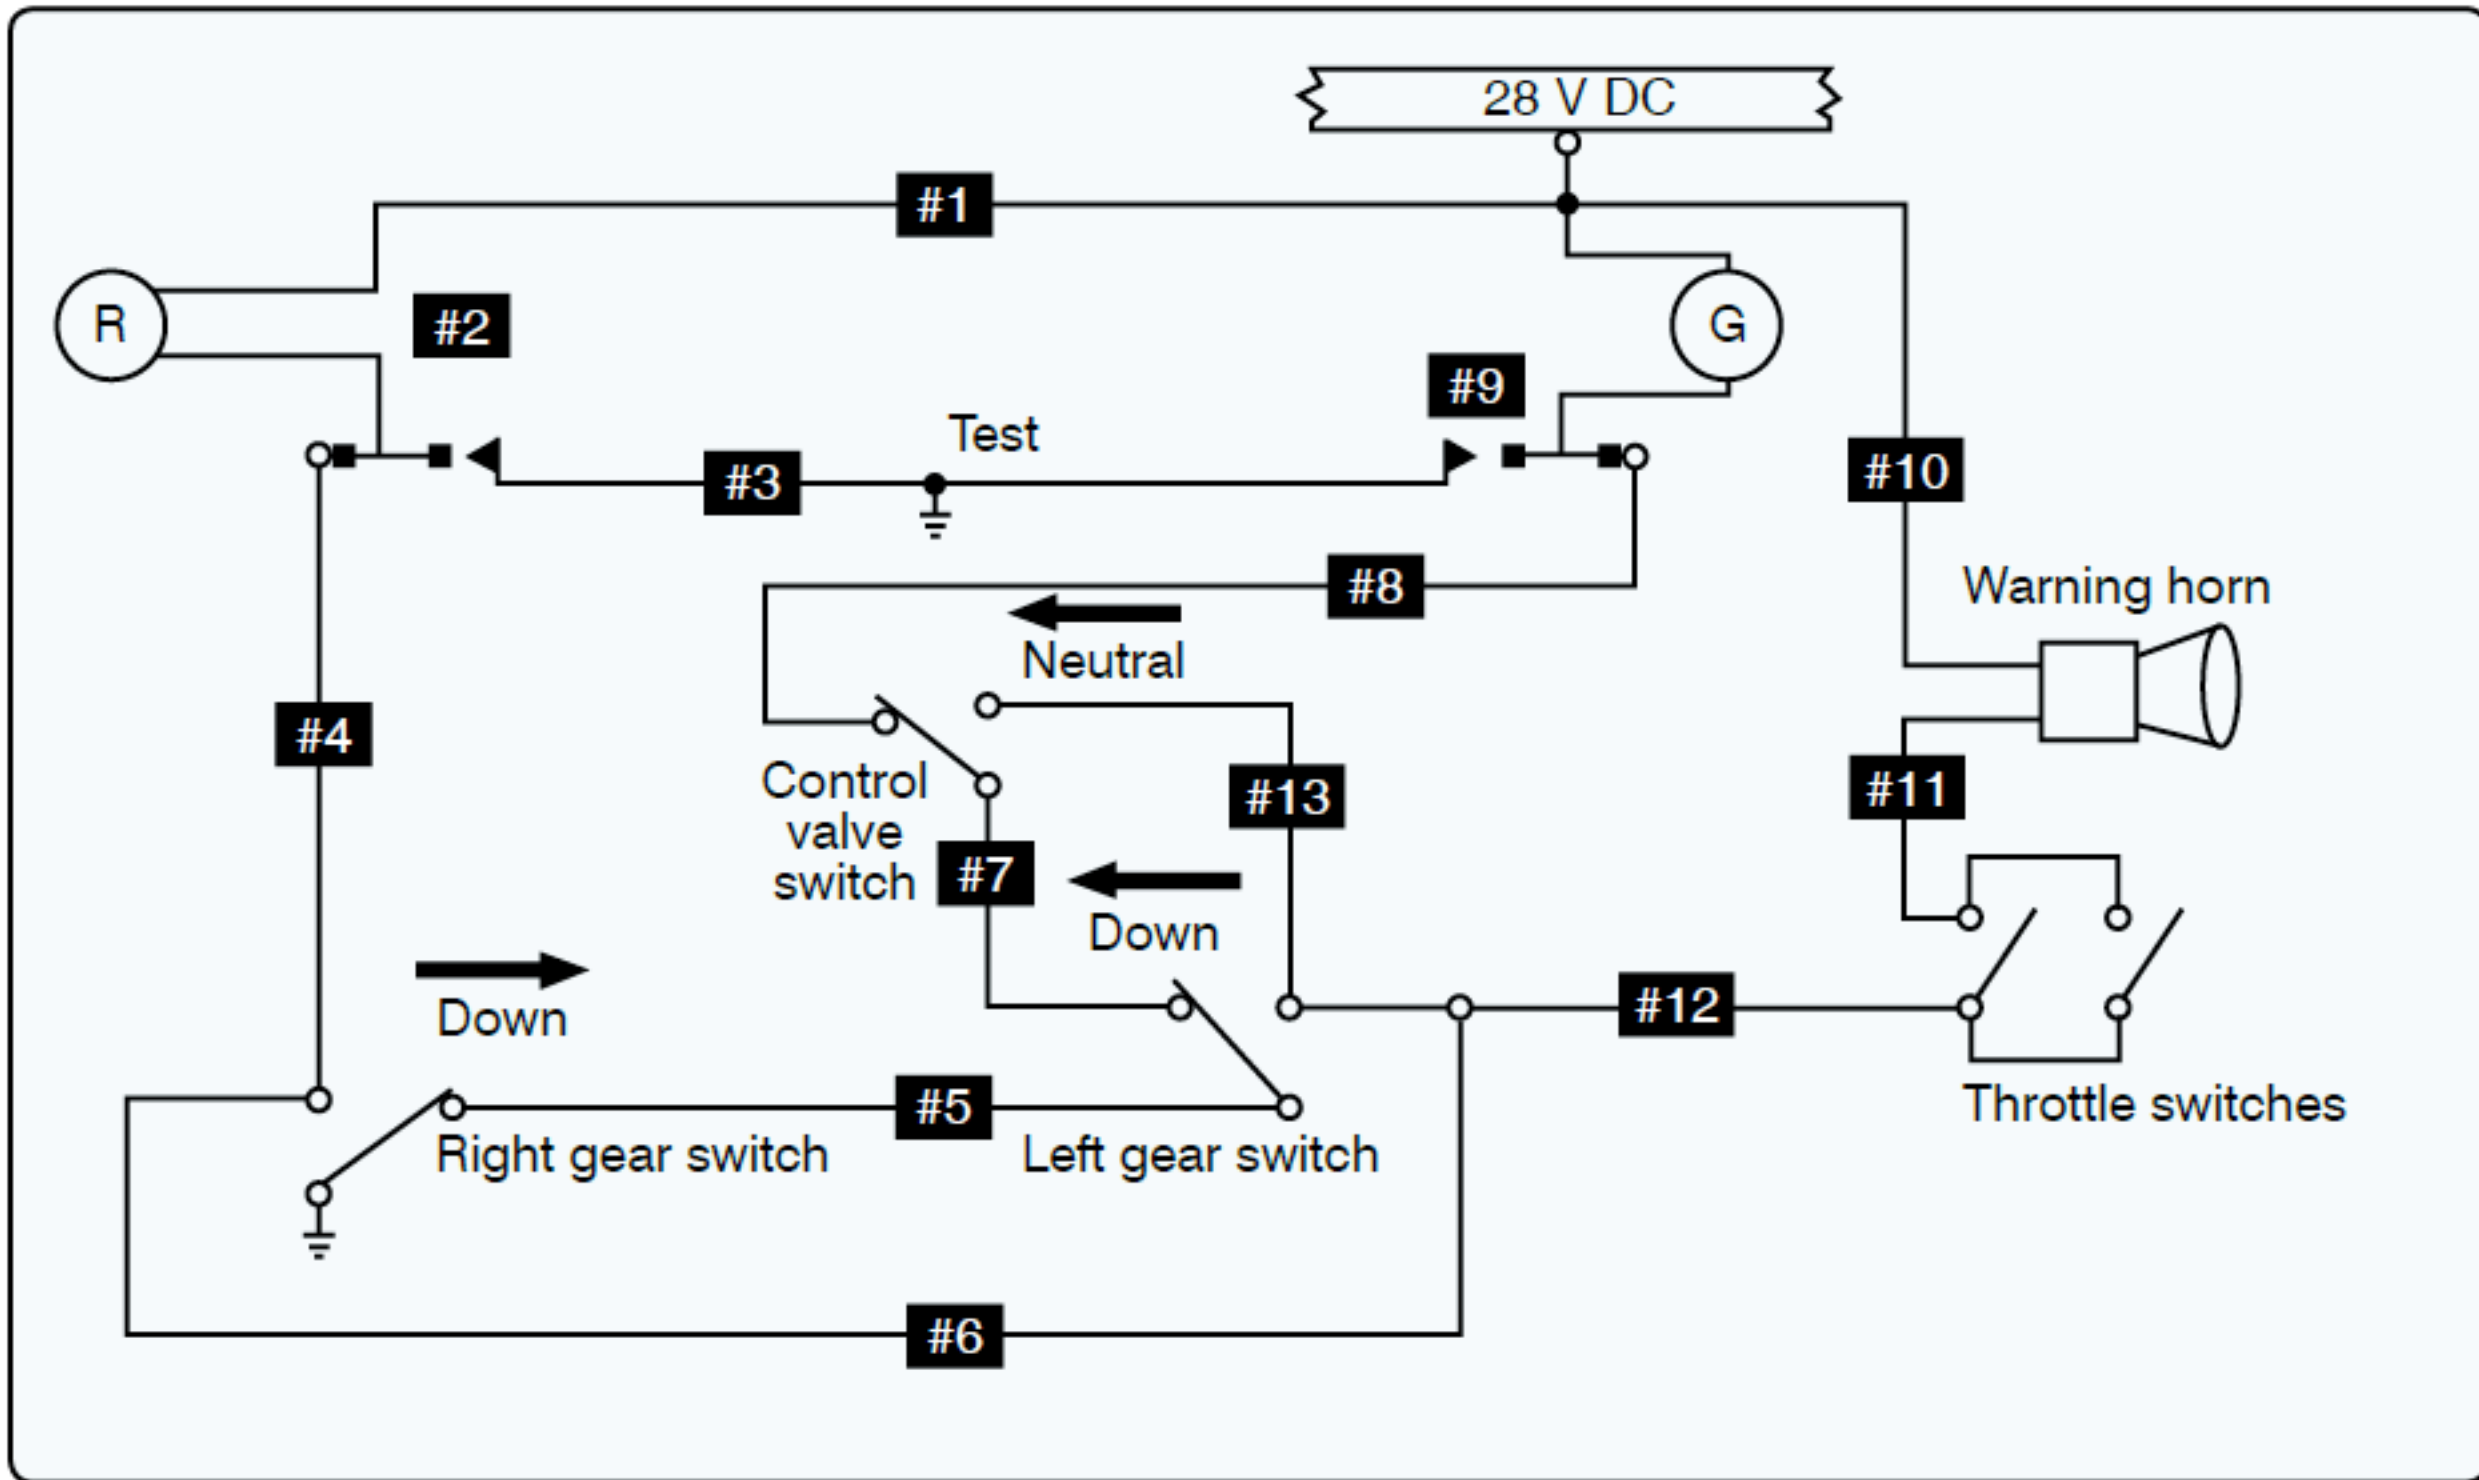 28 V DC
#1
R
#2
G
#9
Test
#3
#10
#8
Warning horn
Neutral
#4
Control
valve
switch
#13
#11
#7
Down
Down
#12
#5
Throttle switches
Right gear switch
Left gear switch
#6